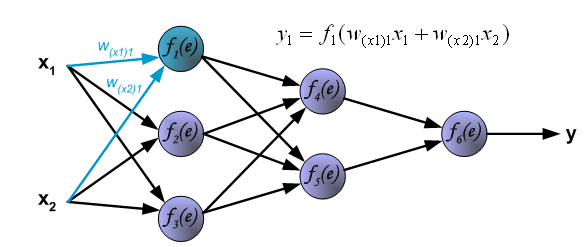 y₁ = f₁(w₍ₓ₁₎₁x₁ + w₍ₓ₂₎₁x₂)
f₁(e)
w₍ₓ₁₎₁
x₁
w₍ₓ₂₎₁
f₄(e)
f₂(e)
f₆(e)
y
f₅(e)
x₂
f₃(e)